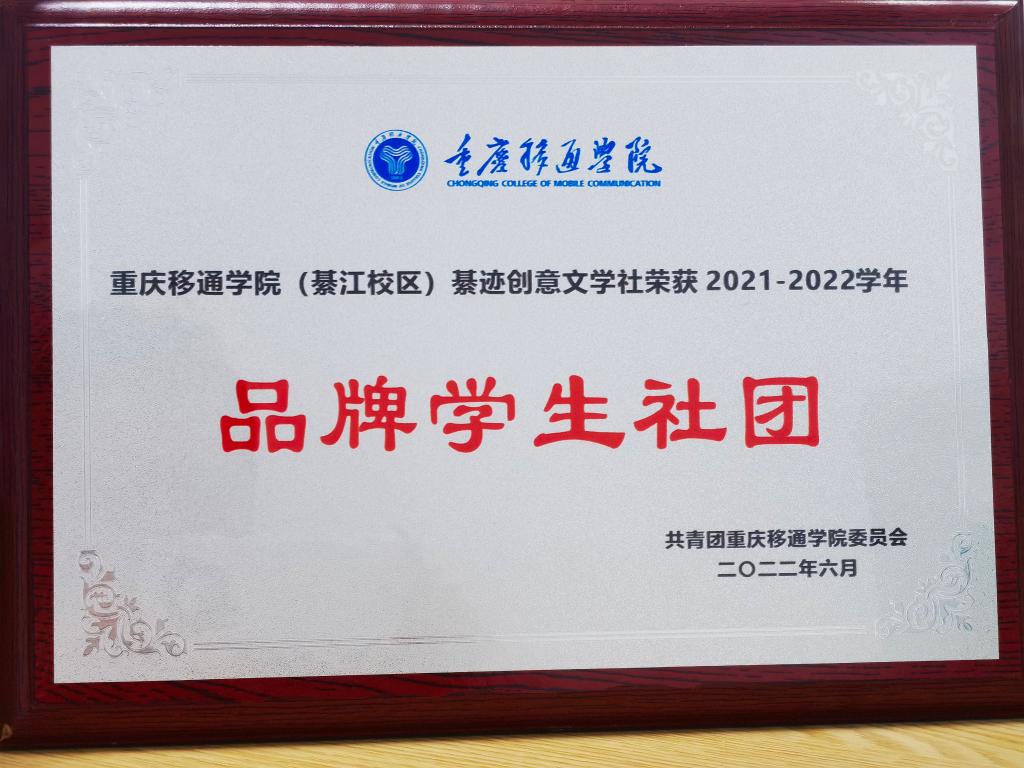 重庆移通学院
CHONGQING COLLEGE OF MOBILE COMMUNICATION
重庆移通学院（綦江校区）綦迹创意文学社荣获 2021-2022学年
品牌学生社团
共青团重庆移通学院委员会
二〇二二年六月